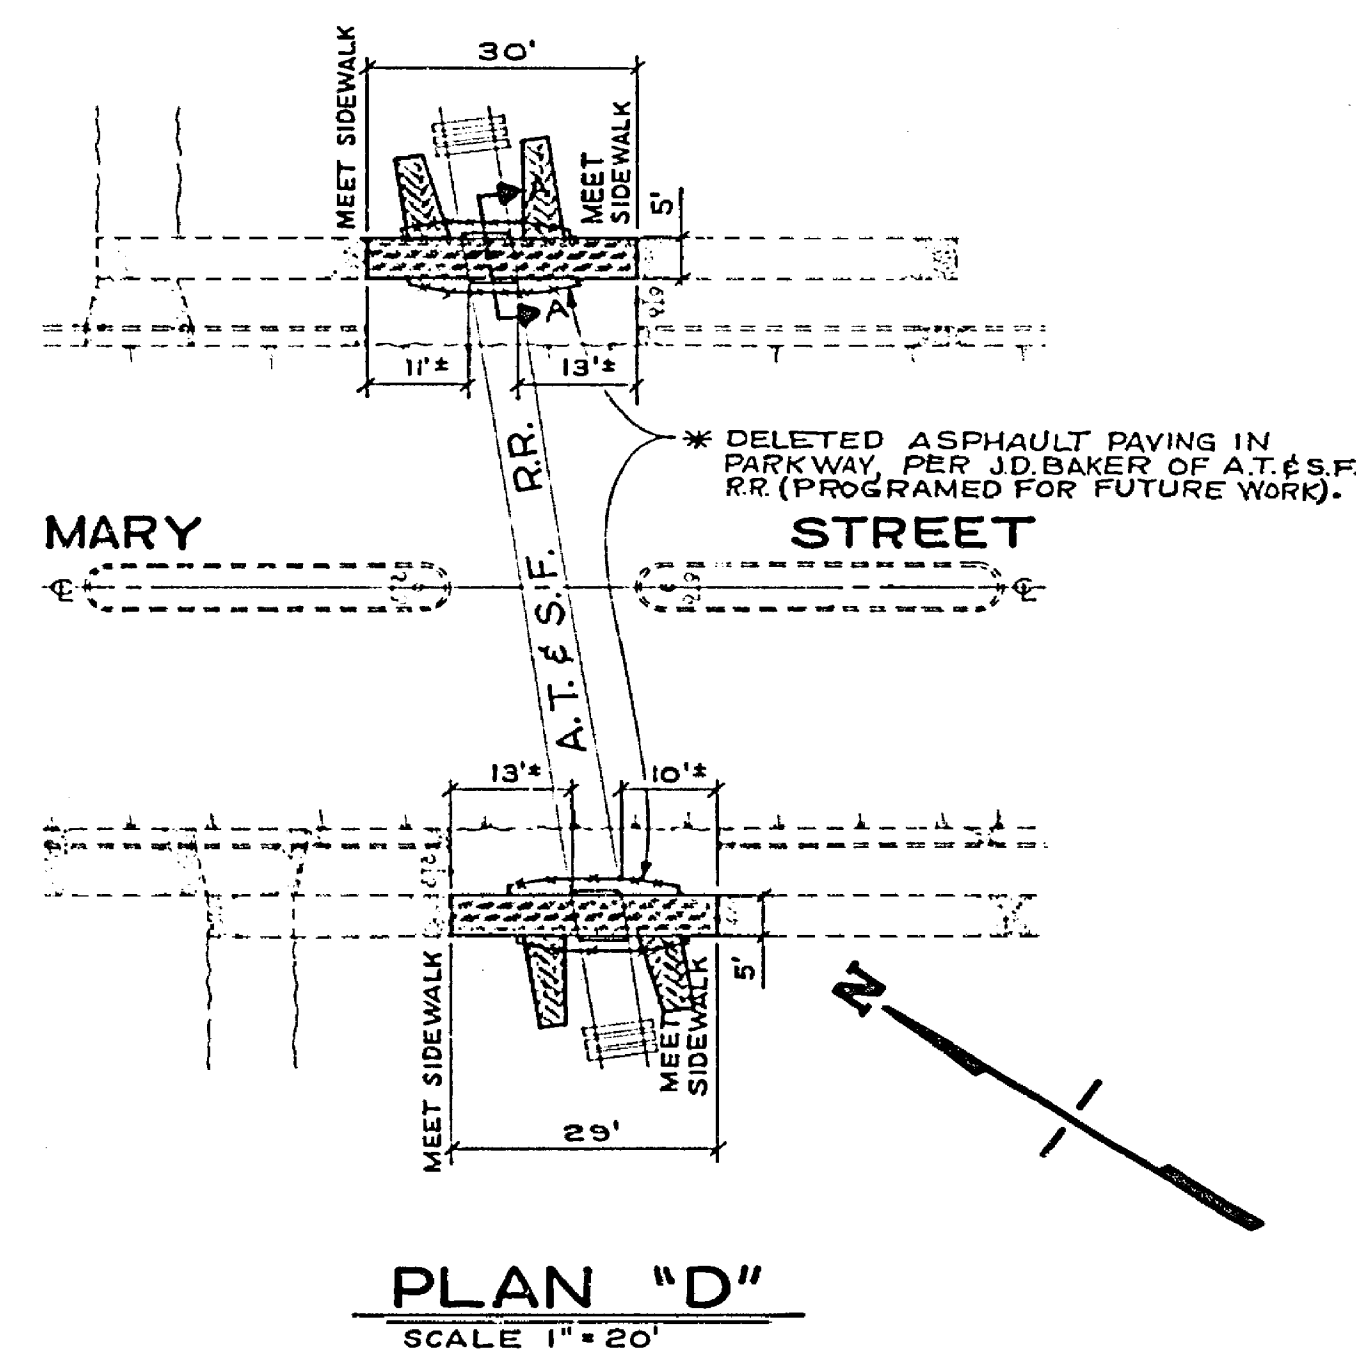 30'
MEET SIDEWALK
MEET
SIDEWALK
5'
A
11'±
13'±
R.R.
* DELETED ASPHAULT PAVING IN
PARKWAY, PER J.D. BAKER OF A.T. & S.F.
R.R. (PROGRAMED FOR FUTURE WORK).
MARY STREET
A.T. & S.F.
13'±
10'±
5'
MEET SIDEWALK
MEET
SIDEWALK
N
29'
PLAN "D"
SCALE 1" = 20'